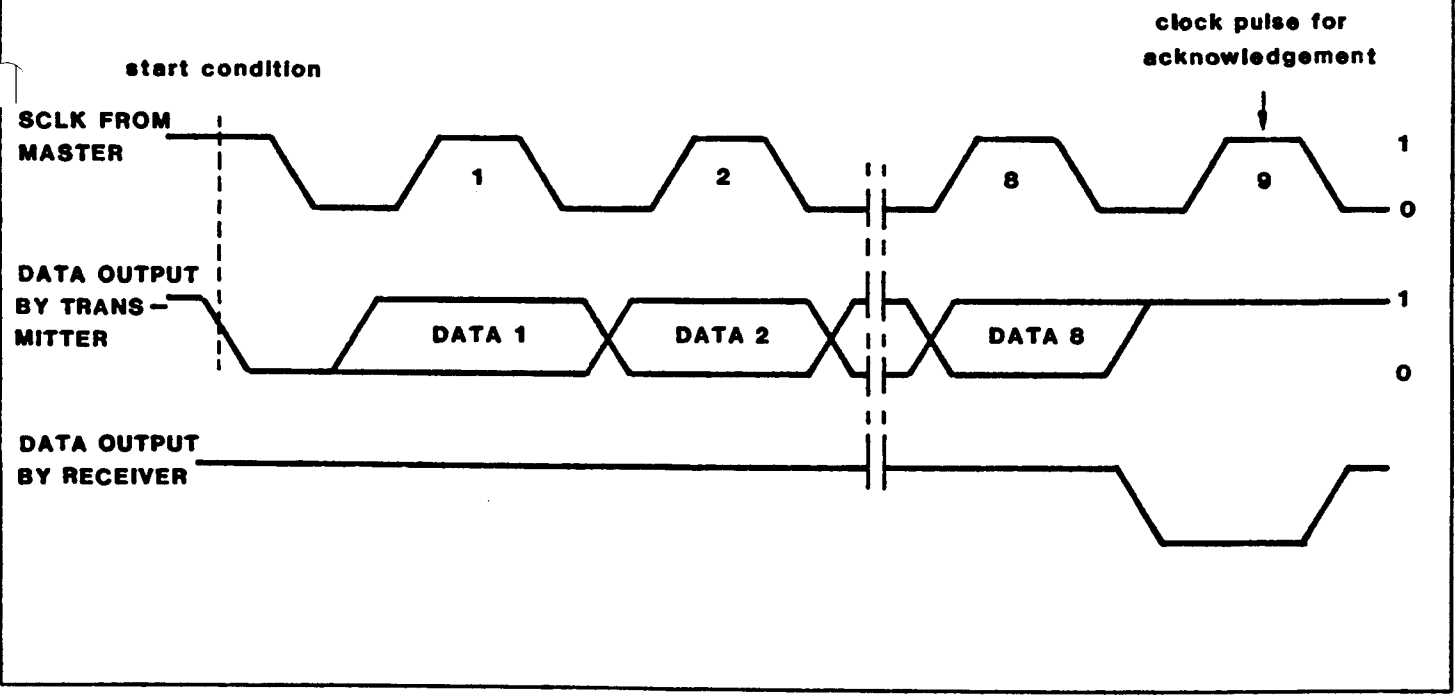 clock pulse for
acknowledgement
start condition
SCLK FROM
MASTER
1
2
8
9
1
0
DATA OUTPUT
BY TRANS-
MITTER
DATA 1
DATA 2
DATA 8
1
0
DATA OUTPUT
BY RECEIVER